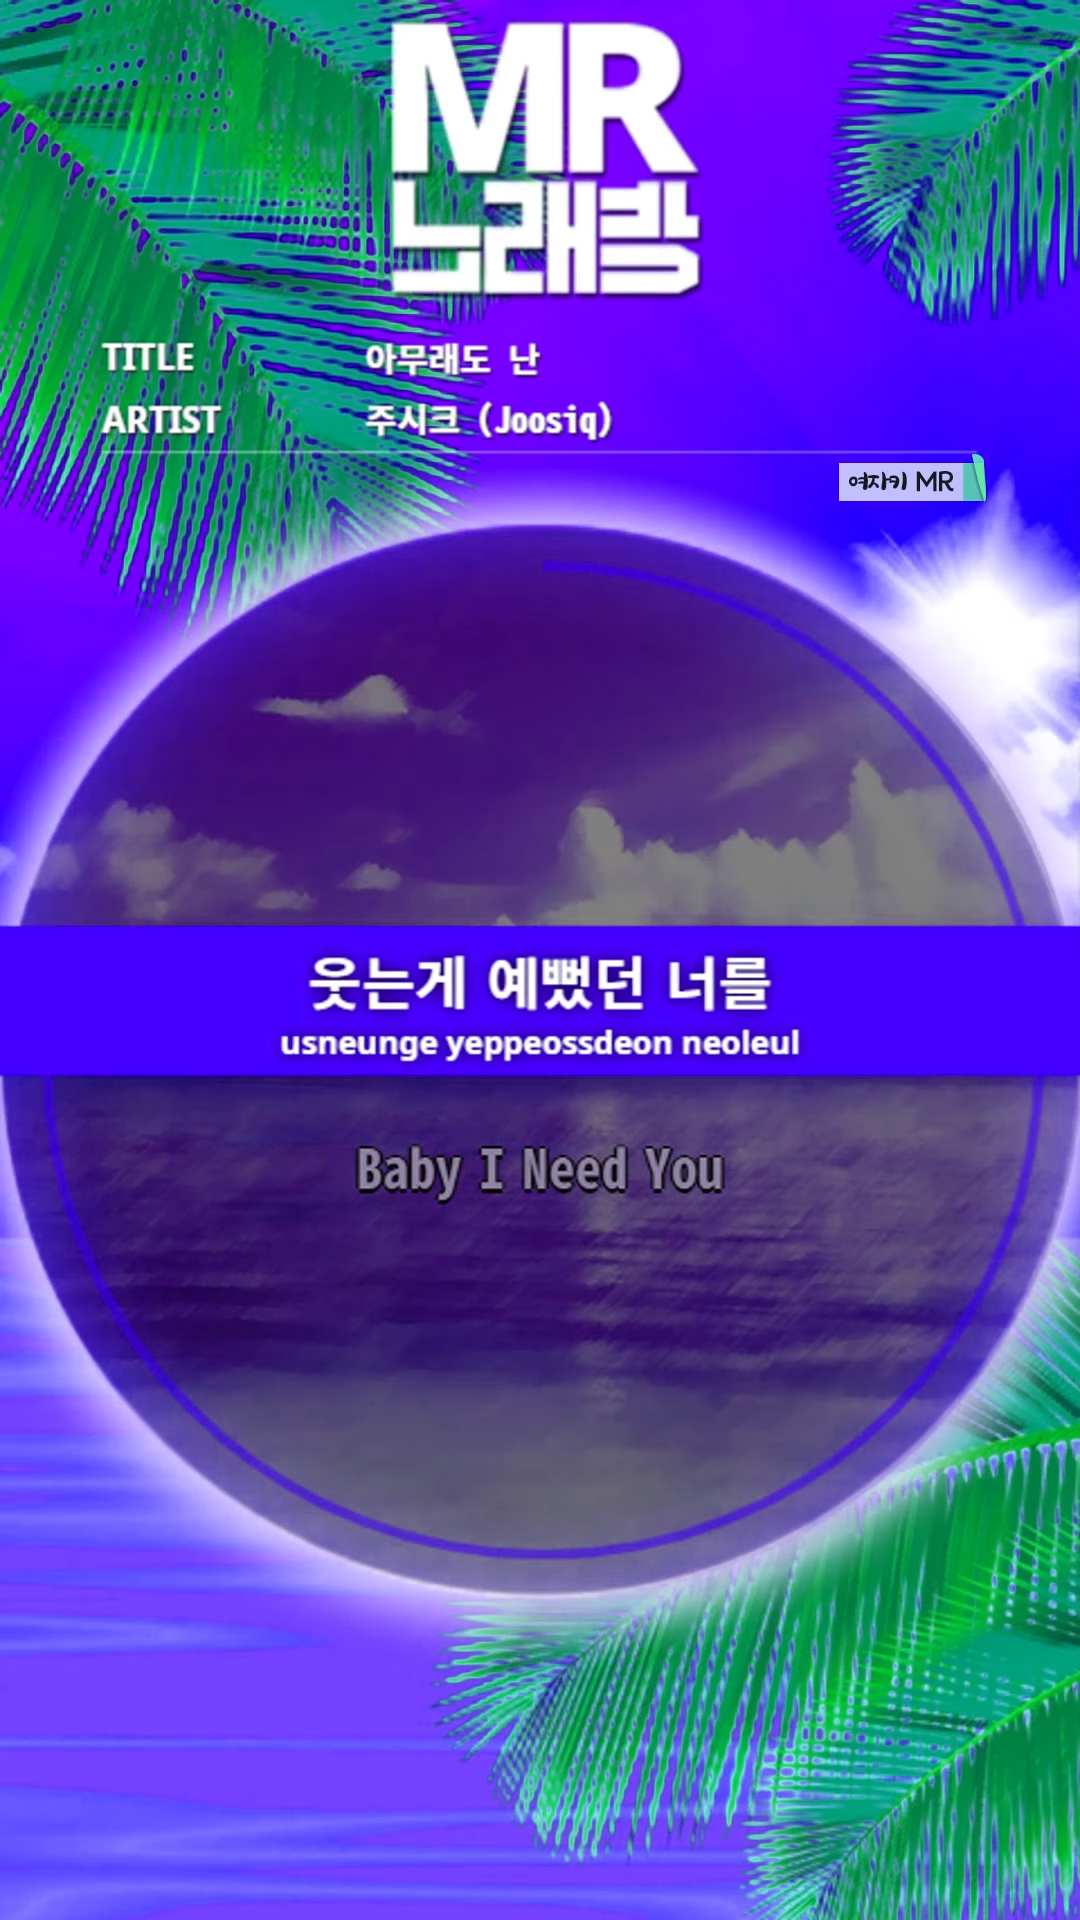 MR
노래방
TITLE 아무래도 난
ARTIST 주시크 (Joosiq)
여자키 MR
웃는게 예뻤던 너를
usneunge yeppeossdeon neoleul
Baby I Need You